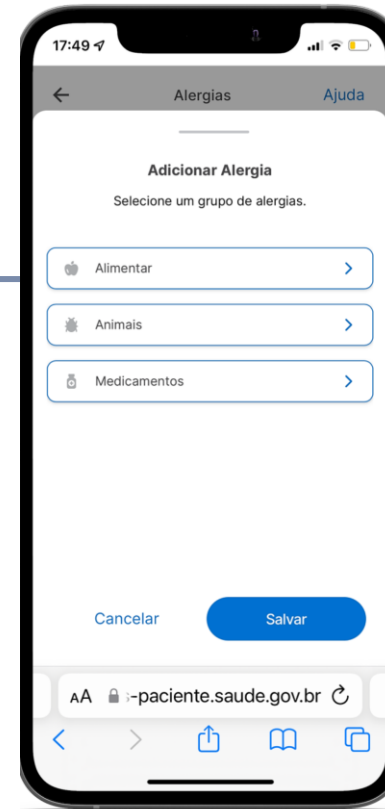 17:49
Alergias Ajuda
Adicionar Alergia
Selecione um grupo de alergias.
Alimentar
Animais
Medicamentos
Cancelar Salvar
AA -paciente.saude.gov.br